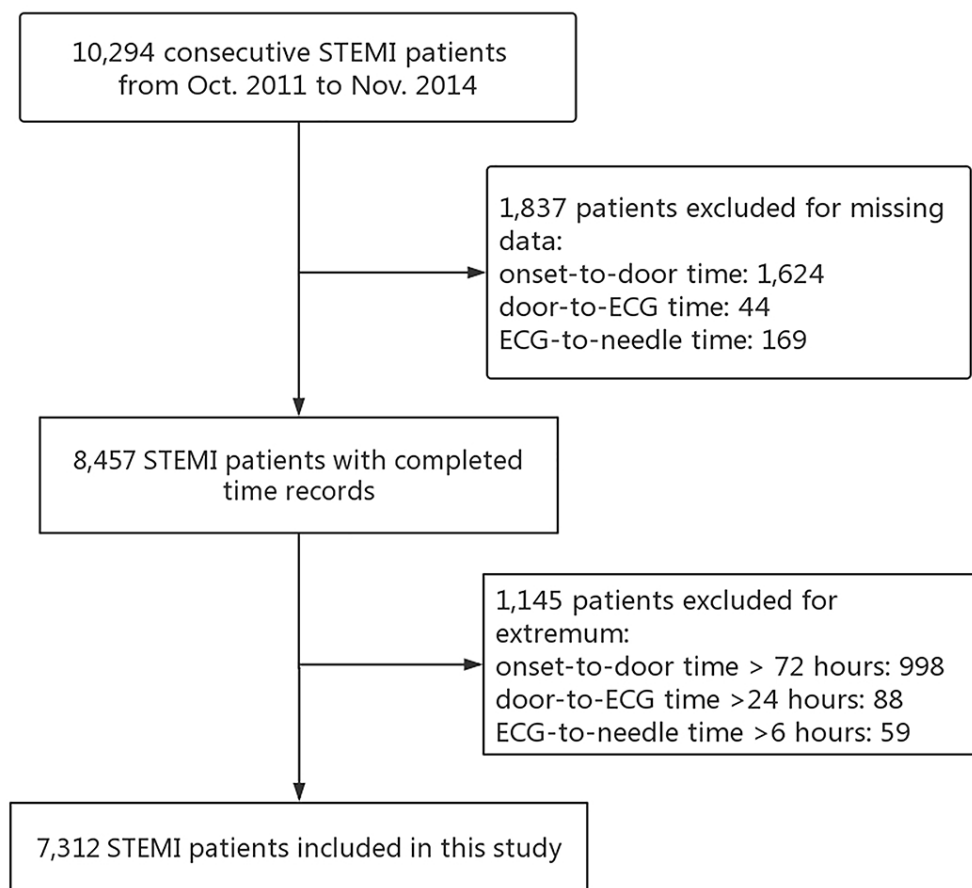 10,294 consecutive STEMI patients
from Oct. 2011 to Nov. 2014
1,837 patients excluded for missing
data:
onset-to-door time: 1,624
door-to-ECG time: 44
ECG-to-needle time: 169
8,457 STEMI patients with completed
time records
1,145 patients excluded for
extremum:
onset-to-door time > 72 hours: 998
door-to-ECG time >24 hours: 88
ECG-to-needle time >6 hours: 59
7,312 STEMI patients included in this study